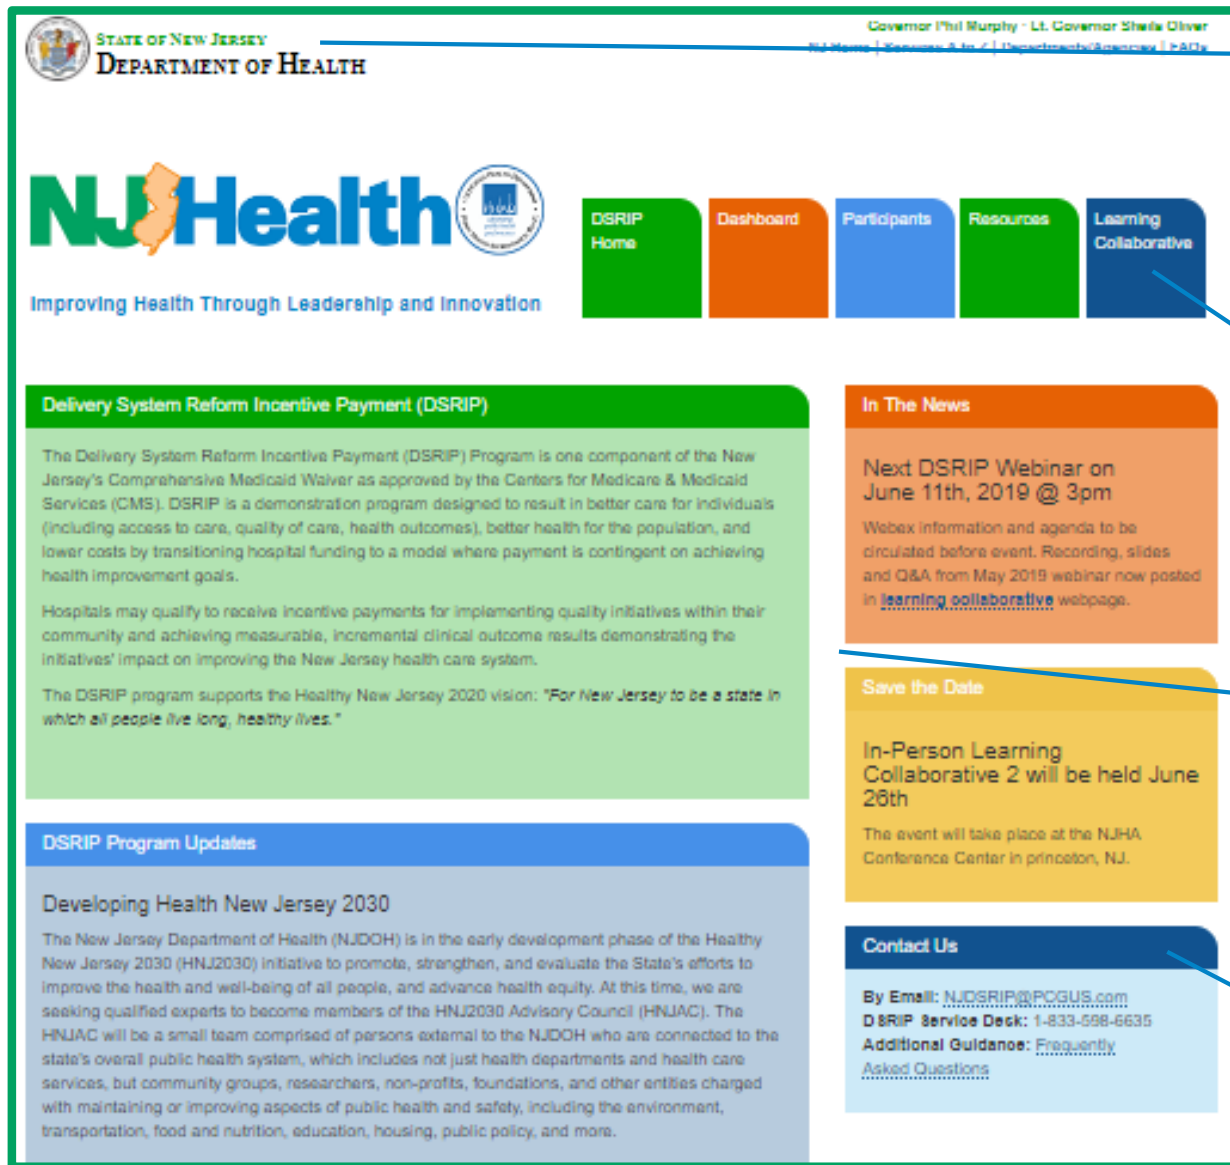 STATE OF NEW JERSEY
DEPARTMENT OF HEALTH
Governor Phil Murphy - Lt. Governor Sheila Oliver
NJ Home | Services A to Z | Departments/Agencies | FAQs
NJHealth
Improving Health Through Leadership and Innovation
DSRIP
Home
Dashboard
Participants
Resources
Learning
Collaborative
Delivery System Reform Incentive Payment (DSRIP)
The Delivery System Reform Incentive Payment (DSRIP) Program is one component of the New
Jersey's Comprehensive Medicaid Waiver as approved by the Centers for Medicare & Medicaid
Services (CMS). DSRIP is a demonstration program designed to result in better care for individuals
(including access to care, quality of care, health outcomes), better health for the population, and
lower costs by transitioning hospital funding to a model where payment is contingent on achieving
health improvement goals.
Hospitals may qualify to receive incentive payments for implementing quality initiatives within their
community and achieving measurable, incremental clinical outcome results demonstrating the
initiatives' impact on improving the New Jersey health care system.
The DSRIP program supports the Healthy New Jersey 2020 vision: "For New Jersey to be a state in
which all people live long, healthy lives."
DSRIP Program Updates
Developing Health New Jersey 2030
The New Jersey Department of Health (NJDOH) is in the early development phase of the Healthy
New Jersey 2030 (HNJ2030) initiative to promote, strengthen, and evaluate the State's efforts to
improve the health and well-being of all people, and advance health equity. At this time, we are
seeking qualified experts to become members of the HNJ2030 Advisory Council (HNJAC). The
HNJAC will be a small team comprised of persons external to the NJDOH who are connected to the
state's overall public health system, which includes not just health departments and health care
services, but community groups, researchers, non-profits, foundations, and other entities charged
with maintaining or improving aspects of public health and safety, including the environment,
transportation, food and nutrition, education, housing, public policy, and more.
In The News
Next DSRIP Webinar on
June 11th, 2019 @ 3pm
Webex information and agenda to be
circulated before event. Recording, slides
and Q&A from May 2019 webinar now posted
in learning collaborative webpage.
Save the Date
In-Person Learning
Collaborative 2 will be held June
26th
The event will take place at the NJHA
Conference Center in princeton, NJ.
Contact Us
By Email: NJDSRIP@PCGUS.com
DSRIP Service Desk: 1-833-598-6635
Additional Guidance: Frequently
Asked Questions